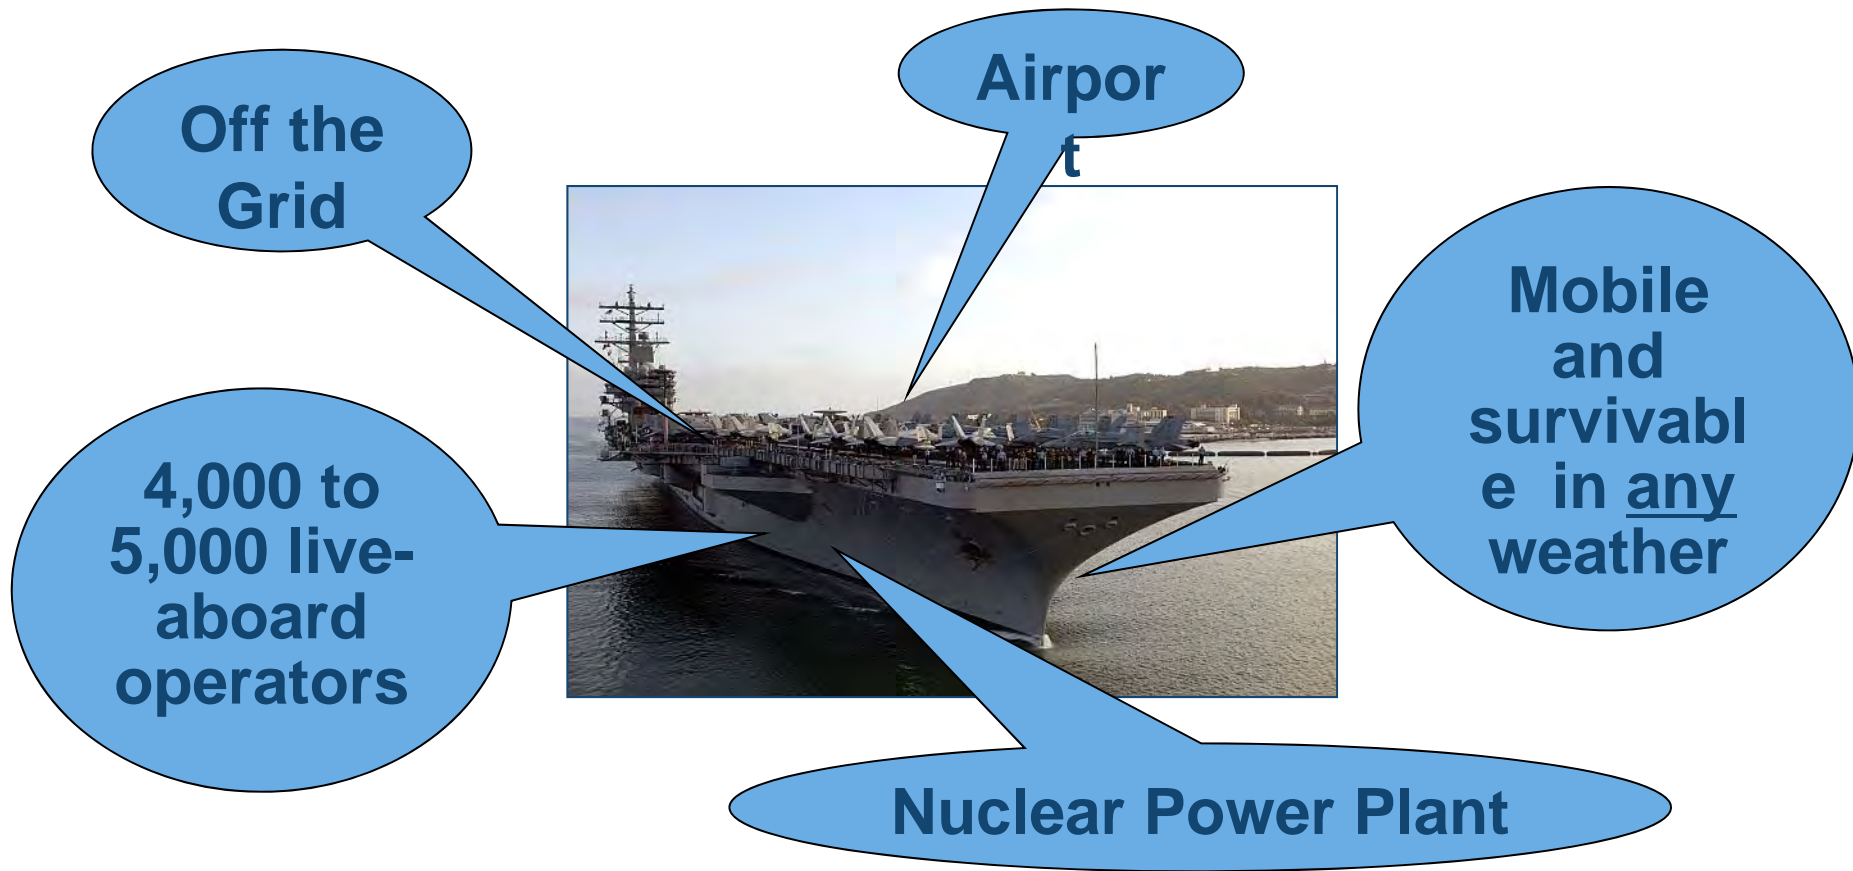 Airpor
t
Off the
Grid
Mobile
and
survivabl
e in any
weather
4,000 to
5,000 live-
aboard
operators
Nuclear Power Plant